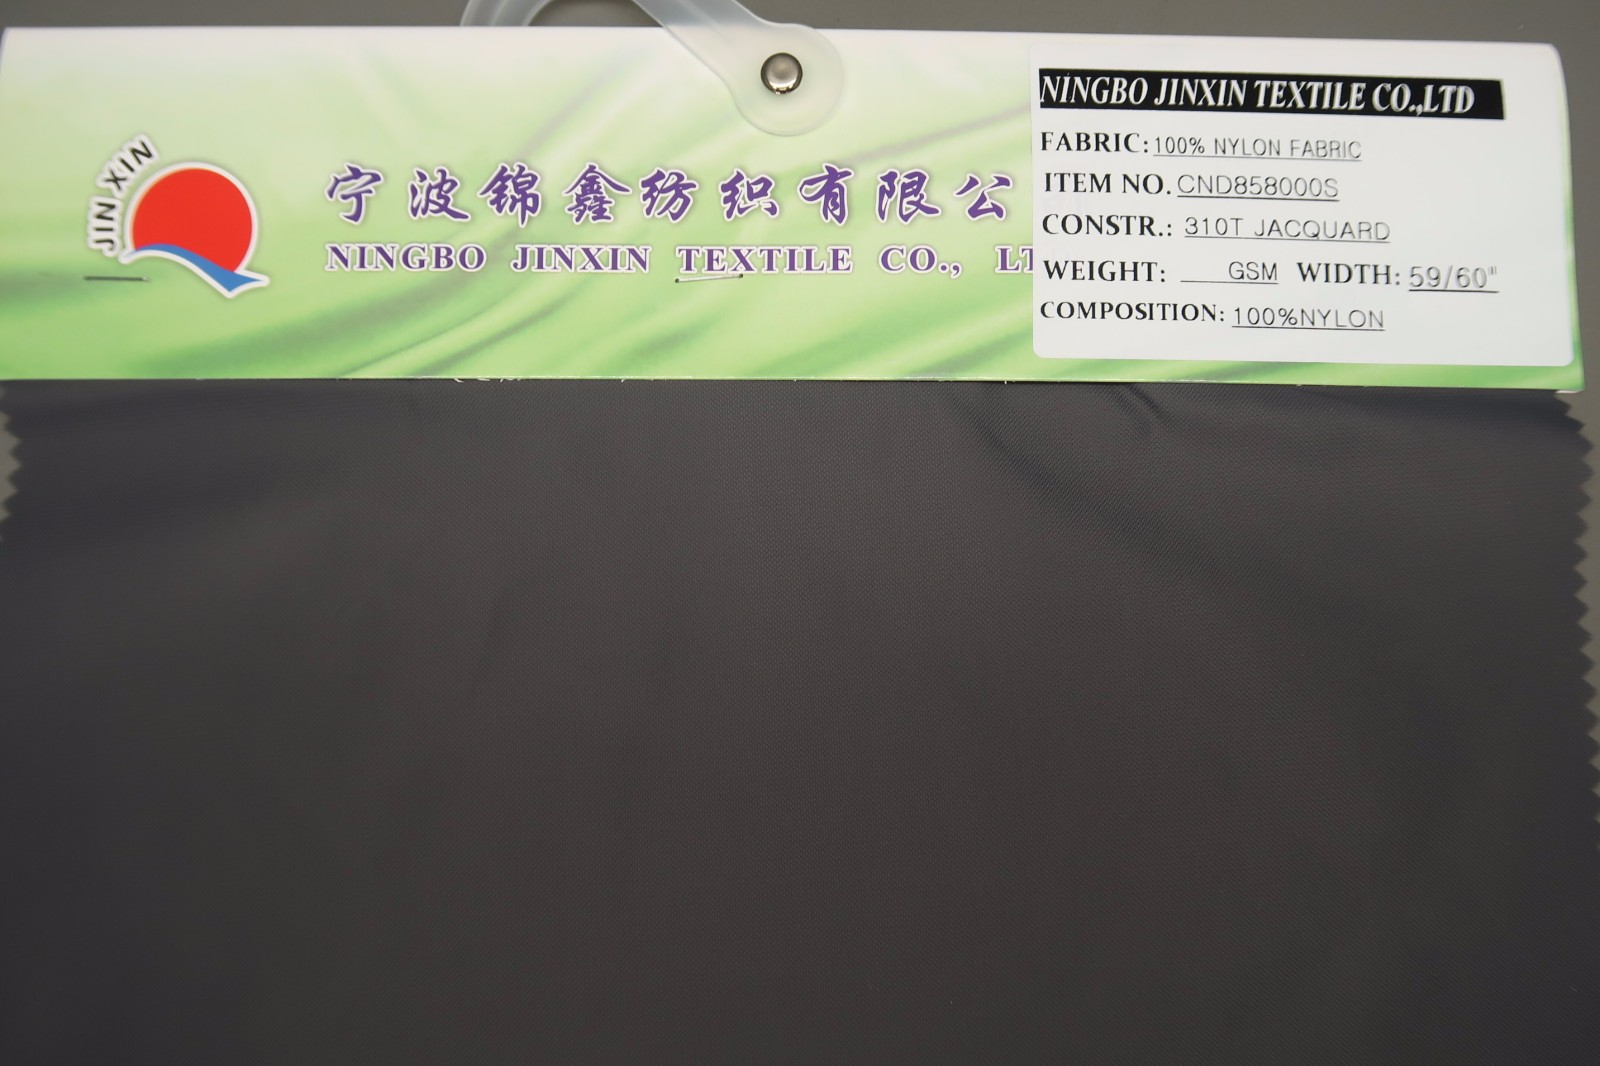 JIN XIN
宁波锦鑫纺织有限公
NINGBO JINXIN TEXTILE CO., LT
NINGBO JINXIN TEXTILE CO.,LTD
FABRIC: 100% NYLON FABRIC
ITEM NO. CND858000S
CONSTR.: 310T JACQUARD
WEIGHT: ___GSM WIDTH: 59/60"
COMPOSITION: 100%NYLON